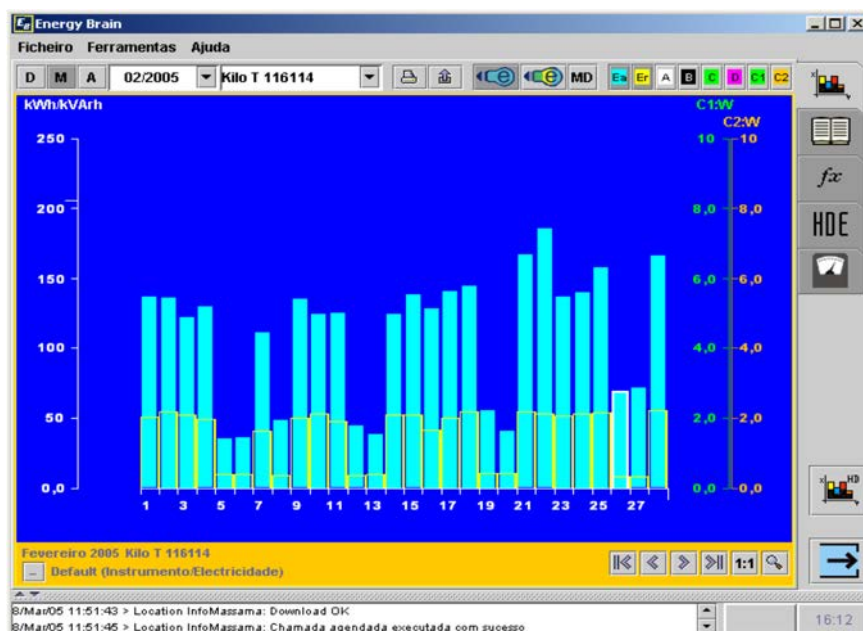 Energy Brain
Ficheiro Ferramentas Ajuda
D M A 02/2005 Kilo T 116114 MD Ea Er A B C D C1 C2
kWh/kVArh C1:W
C2:W
250 10 10
200 8,0 8,0
150 6,0 6,0
100 4,0 4,0
50 2,0 2,0
0,0 0,0 0,0
1 3 5 7 9 11 13 15 17 19 21 23 25 27
fx
HDE
HD
Fevereiro 2005 Kilo T 116114
... Default (Instrumento/Electricidade) 1:1
8/Mar/05 11:51:43 > Location InfoMassama: Download OK
8/Mar/05 11:51:45 > Location InfoMassama: Chamada agendada executada com sucesso
16:12